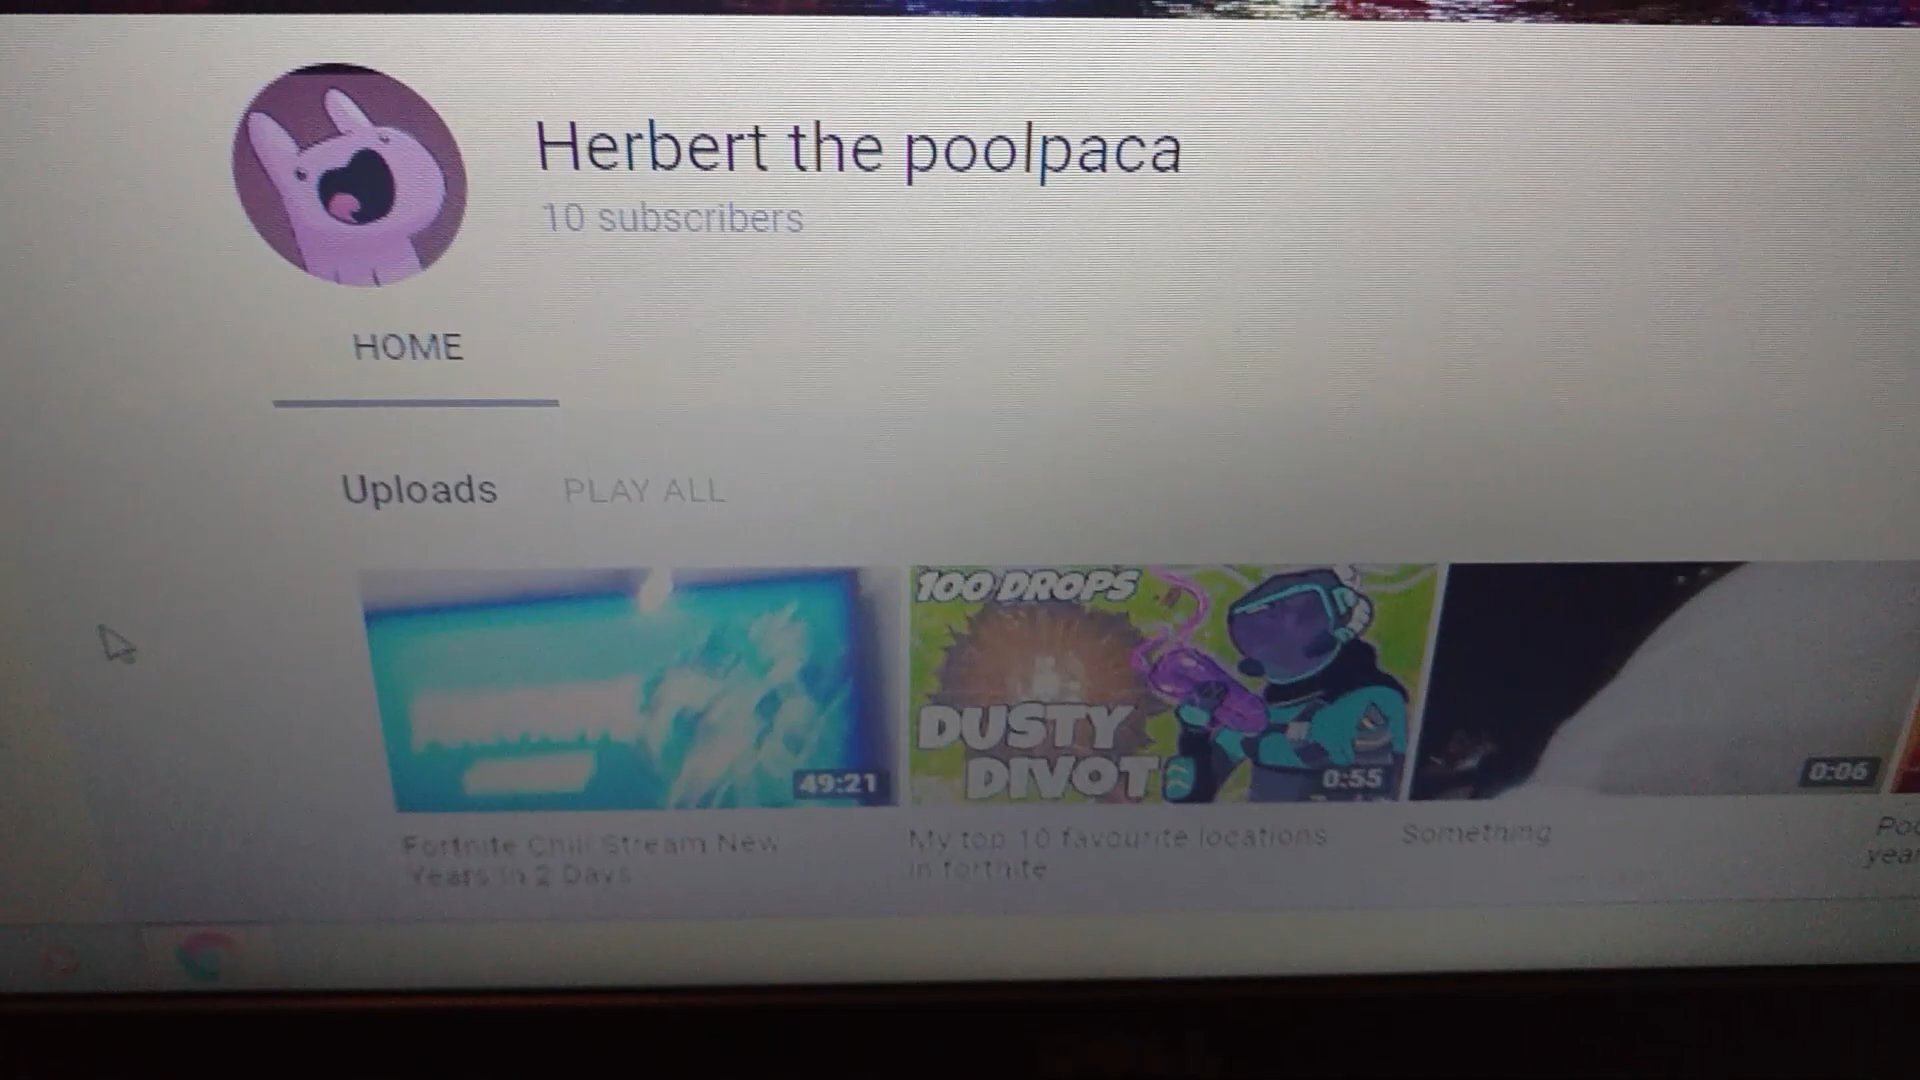 Herbert the poolpaca
10 subscribers
HOME
Uploads PLAY ALL
100 DROPS
DUSTY
DIVOT
49:21
0:55
0:06
Fortnite Chill Stream New
Years in 2 Days
My top 10 favourite locations
in fortnite
Something